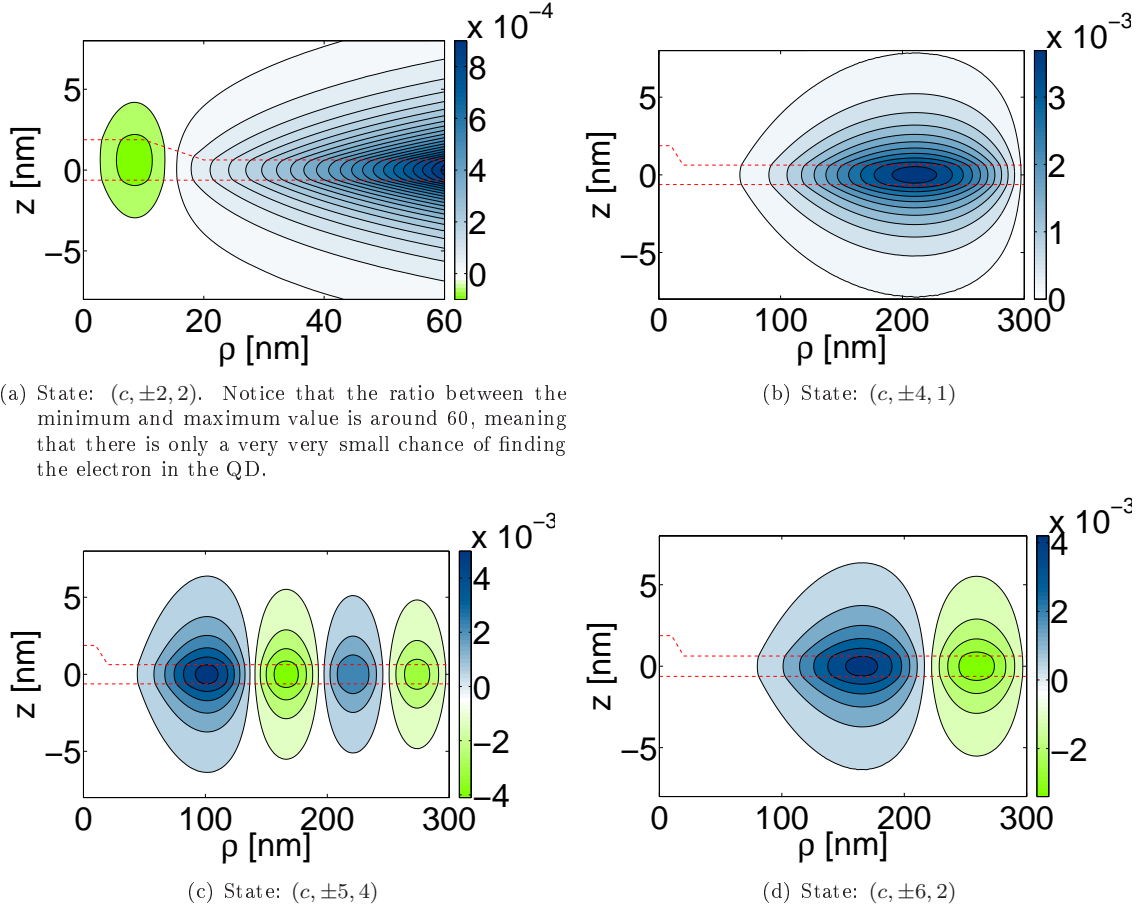 x 10⁻⁴
8
6
4
2
0
5
0
−5
z [nm]
0 20 40 60
ρ [nm]
(a) State: (c, ±2, 2). Notice that the ratio between the
minimum and maximum value is around 60, meaning
that there is only a very very small chance of finding
the electron in the QD.
x 10⁻³
3
2
1
0
5
0
−5
z [nm]
0 100 200 300
ρ [nm]
(b) State: (c, ±4, 1)
x 10⁻³
4
2
0
−2
−4
5
0
−5
z [nm]
0 100 200 300
ρ [nm]
(c) State: (c, ±5, 4)
x 10⁻³
4
2
0
−2
5
0
−5
z [nm]
0 100 200 300
ρ [nm]
(d) State: (c, ±6, 2)